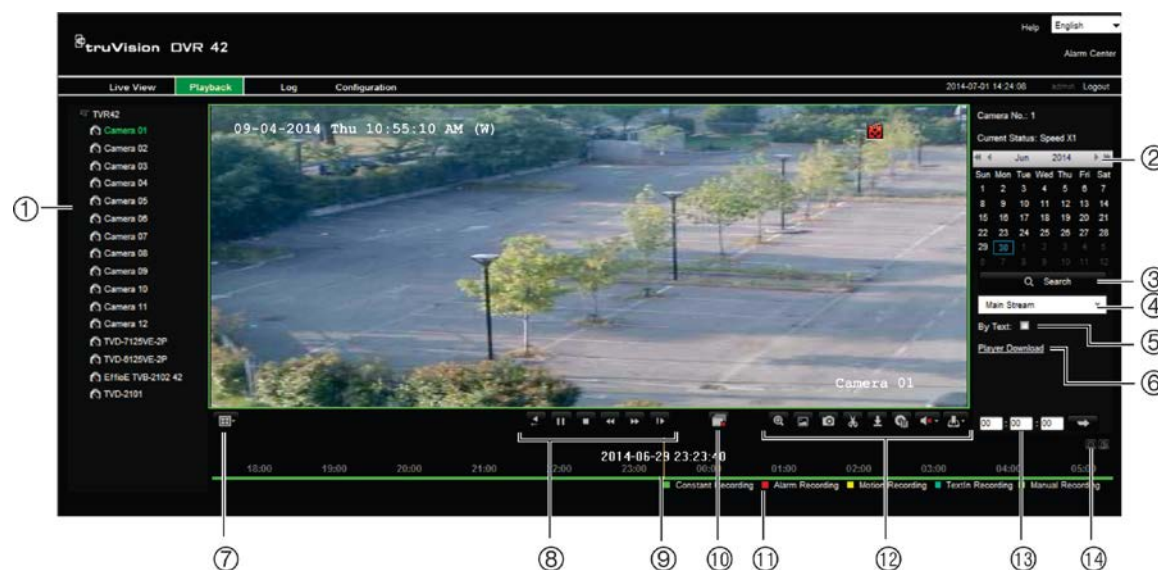 Help English
truVision DVR 42
Alarm Center
Live View Playback Log Configuration 2014-07-01 14:24:08 admin Logout
TVR42
Camera 01
Camera 02
Camera 03
Camera 04
Camera 05
Camera 06
Camera 07
Camera 08
Camera 09
Camera 10
Camera 11
Camera 12
TVD-7125VE-2P
TVD-8125VE-2P
EffioE TVB-2102 42
TVD-2101
①
09-04-2014 Thu 10:55:10 AM (W)
Camera 01
Camera No.: 1
Current Status: Speed X1
Jun 2014
②
Sun Mon Tue Wed Thu Fri Sat
1 2 3 4 5 6 7
8 9 10 11 12 13 14
15 16 17 18 19 20 21
22 23 24 25 26 27 28
29 30 1 2 3 4 5
6 7 8 9 10 11 12
Search
③
Main Stream
④
By Text:
⑤
Player Download
⑥
00 : 00 : 00
2014-06-29 23:23:40
18:00 19:00 20:00 21:00 22:00 23:00 00:00 01:00 02:00 03:00 04:00 05:00
Constant Recording Alarm Recording Motion Recording TextIn Recording Manual Recording
⑦ ⑧ ⑨ ⑩ ⑪ ⑫ ⑬ ⑭